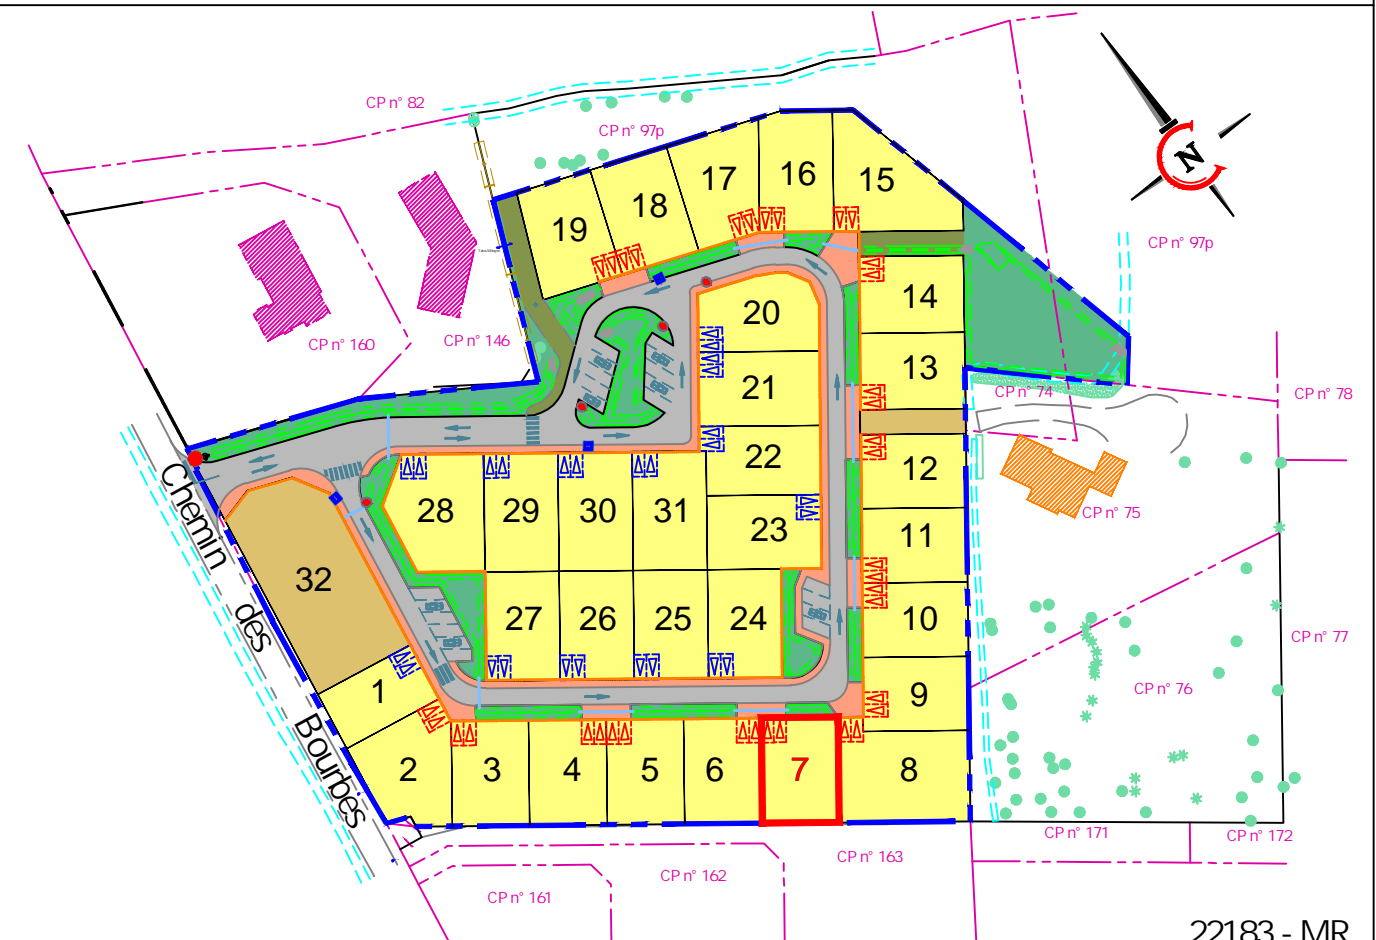 CP n° 82
CP n° 97p
N
17
16
15
18
19
CP n° 97p
14
20
CP n° 160
CP n° 146
13
21
CP n° 74
CP n° 78
22
12
28
29
30
31
CP n° 75
23
11
Chemin
des
Bourbes
32
27
26
25
24
10
CP n° 77
1
9
CP n° 76
2
3
4
5
6
7
8
CP n° 171
CP n° 172
CP n° 163
CP n° 162
CP n° 161
22183 - MR